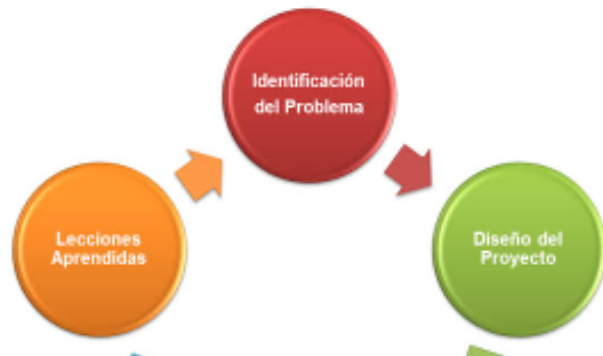 Identificación
del Problema
Lecciones
Aprendidas
Diseño del
Proyecto